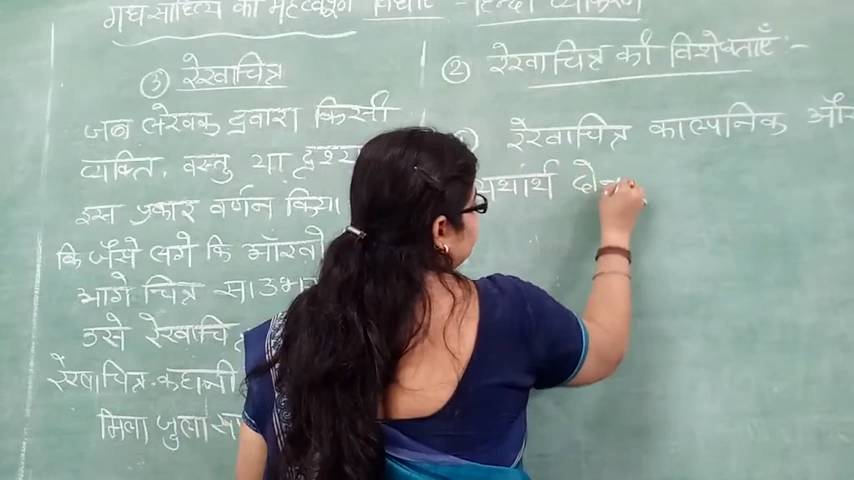 गद्य साहित्य की महत्वपूर्ण विधाएँ - हिन्दी व्याकरण
③ रेखाचित्र
जब लेखक द्रवारा किसी
व्यक्ति, वस्तु या दृश्य
इस प्रकार वर्णन किया
कि जैसे लगे कि आँखों
आगे चित्र सा उभर
उसे रेखाचि
रेखाचित्र-कहानी
मिला जुला
② रेखाचित्र की विशेषताएँ :-
रेखाचित्र काल्पनिक और
यथार्थ दोन